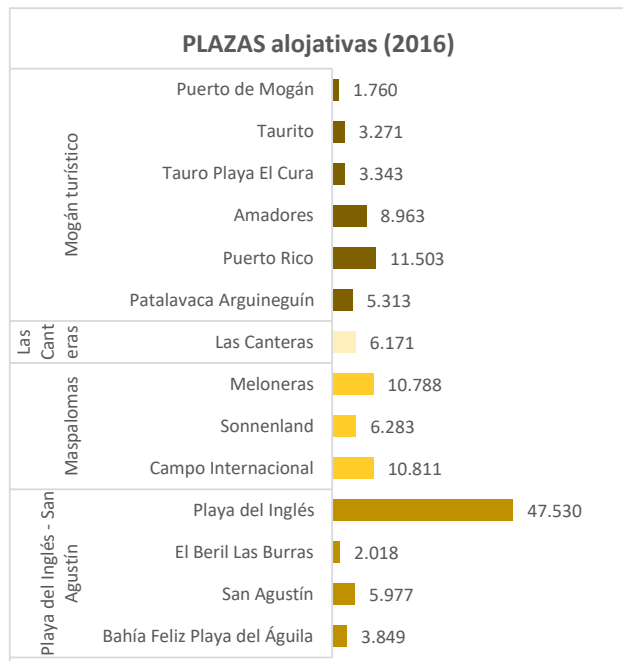 PLAZAS alojativas (2016)
Mogán turístico
Puerto de Mogán 1.760
Taurito 3.271
Tauro Playa El Cura 3.343
Amadores 8.963
Puerto Rico 11.503
Patalavaca Arguineguín 5.313
Las
Cant
eras
Las Canteras 6.171
Maspalomas
Meloneras 10.788
Sonnenland 6.283
Campo Internacional 10.811
Playa del Inglés - San
Agustín
Playa del Inglés 47.530
El Beril Las Burras 2.018
San Agustín 5.977
Bahía Feliz Playa del Águila 3.849